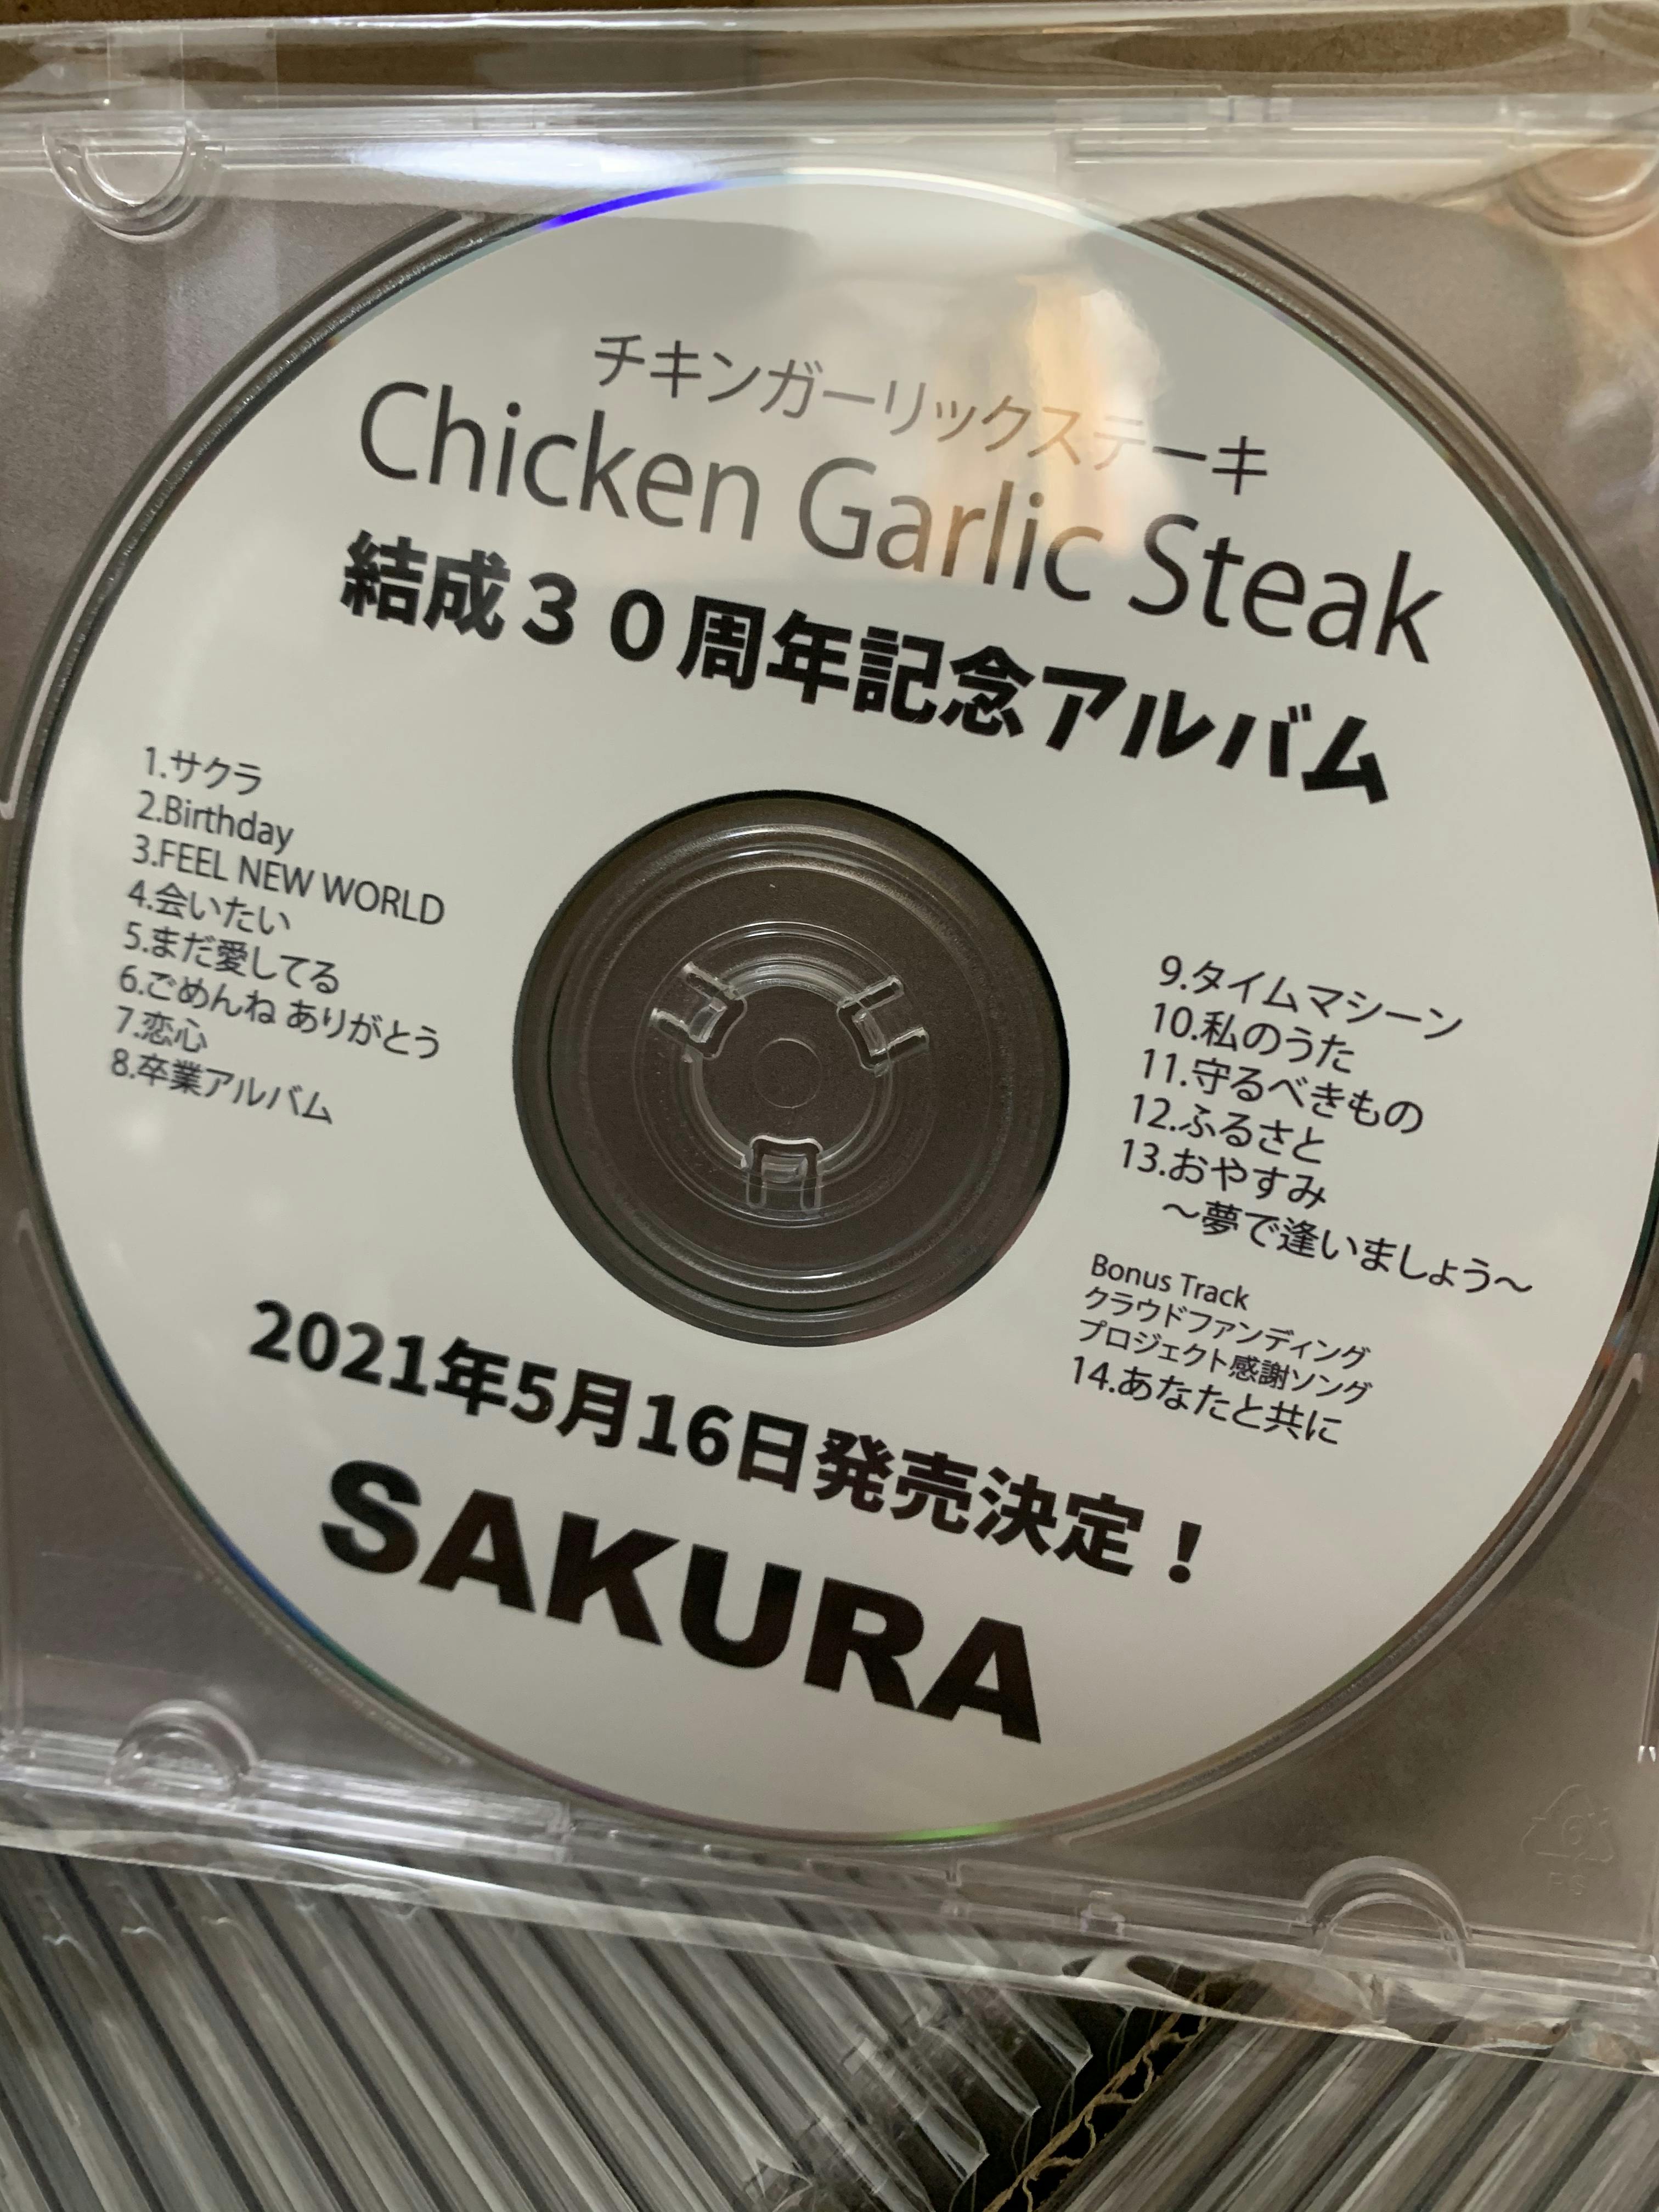 チキンガーリックステーキ
Chicken Garlic Steak
結成３０周年記念アルバム
1.サクラ
2.Birthday
3.FEEL NEW WORLD
4.会いたい
5.まだ愛してる
6.ごめんね ありがとう
7.恋心
8.卒業アルバム
9.タイムマシーン
10.私のうた
11.守るべきもの
12.ふるさと
13.おやすみ
～夢で逢いましょう～
Bonus Track
クラウドファンディング
プロジェクト感謝ソング
14.あなたと共に
2021年5月16日発売決定！
SAKURA